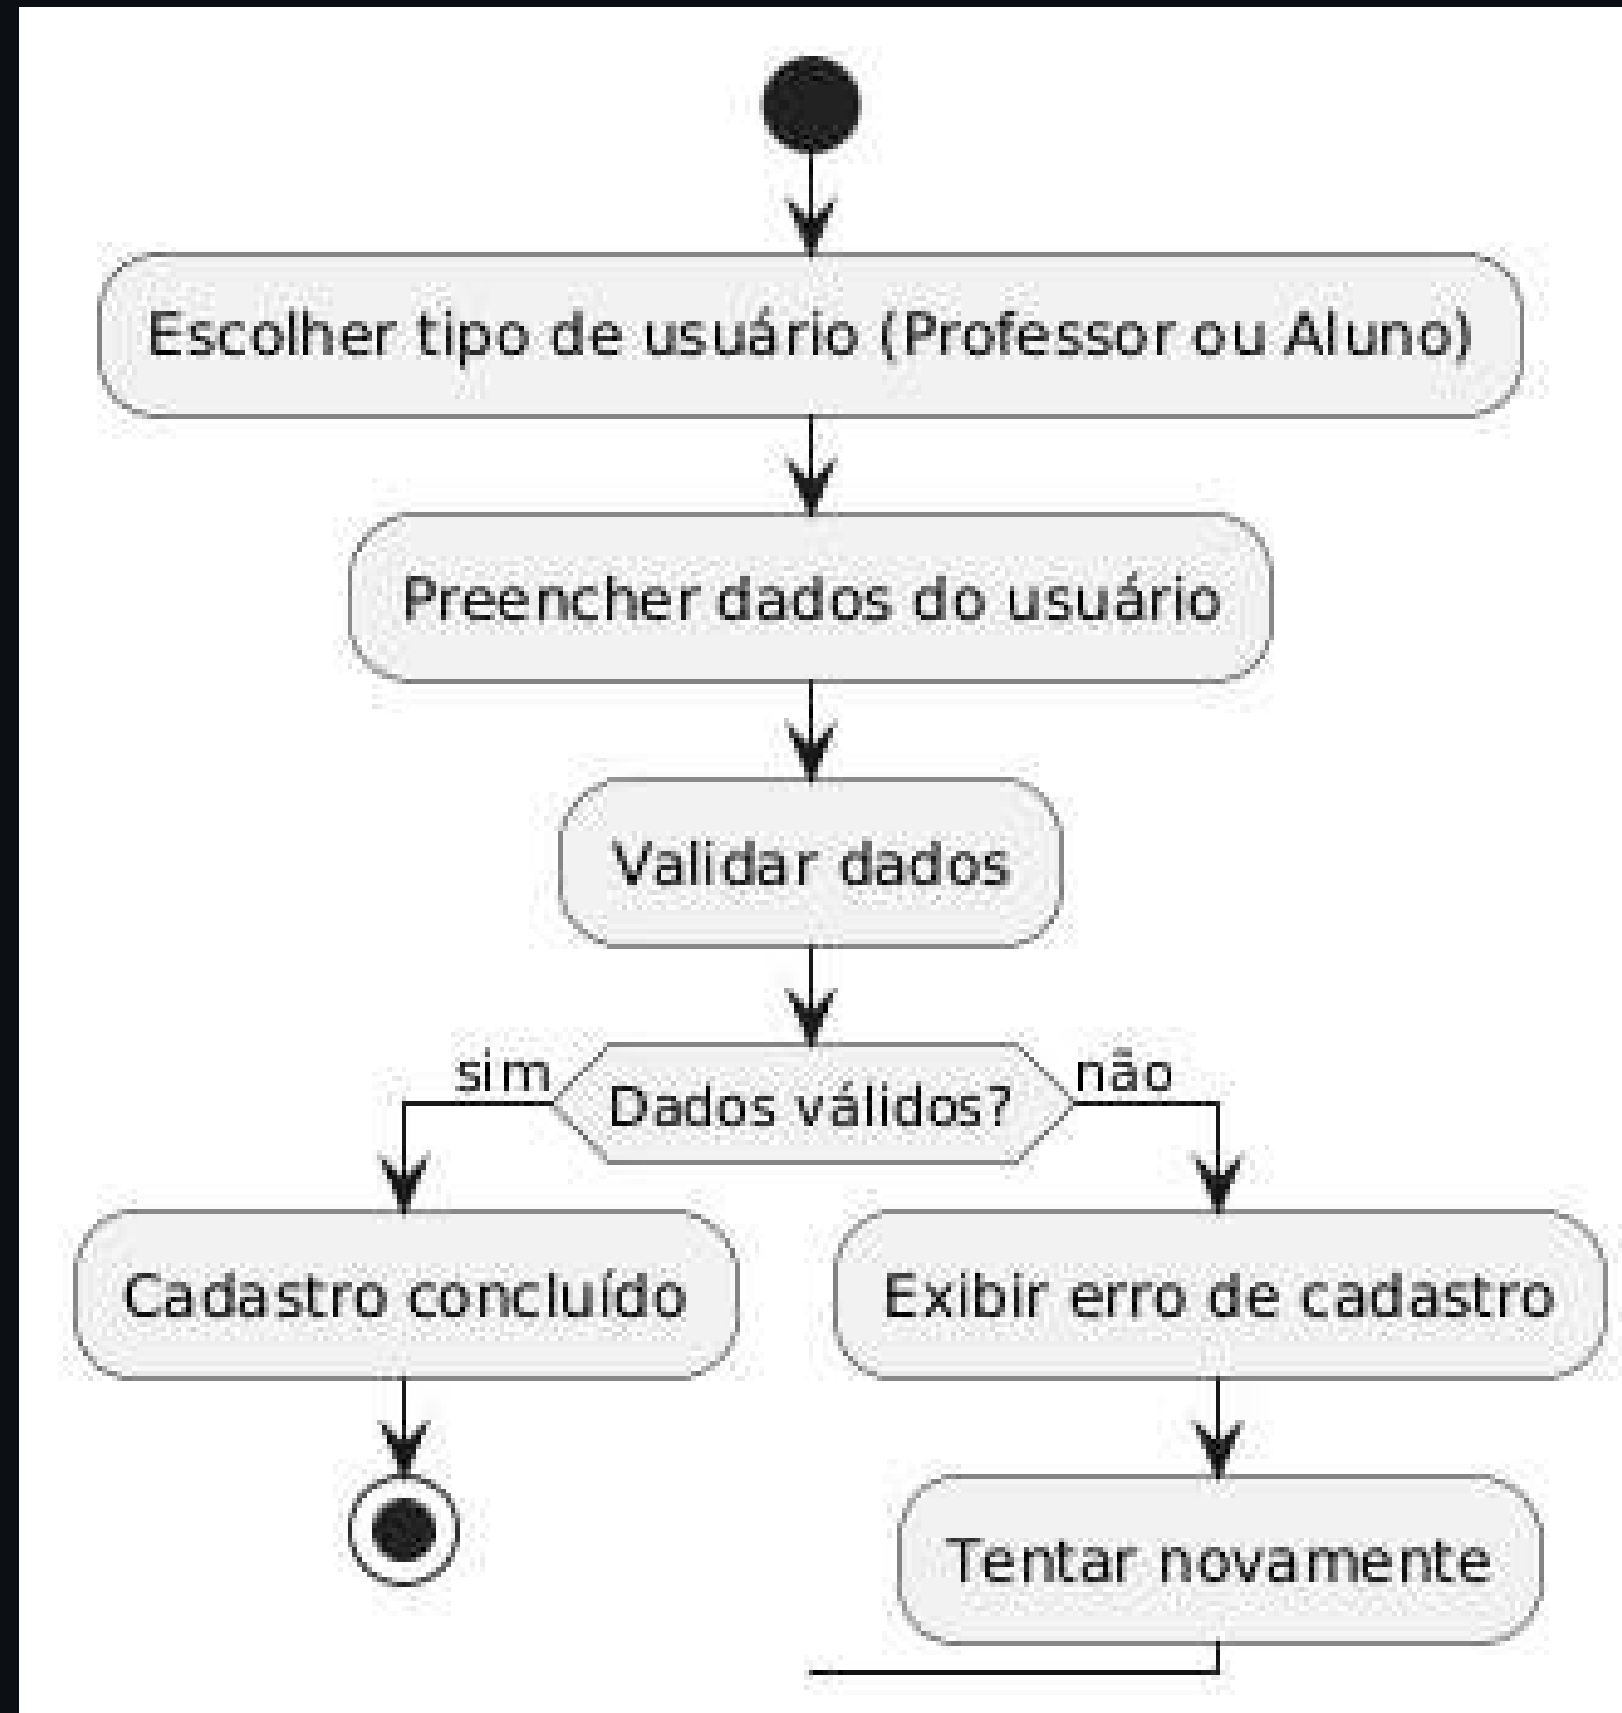 Escolher tipo de usuário (Professor ou Aluno)
Preencher dados do usuário
Validar dados
sim
Dados válidos?
não
Cadastro concluído
Exibir erro de cadastro
Tentar novamente